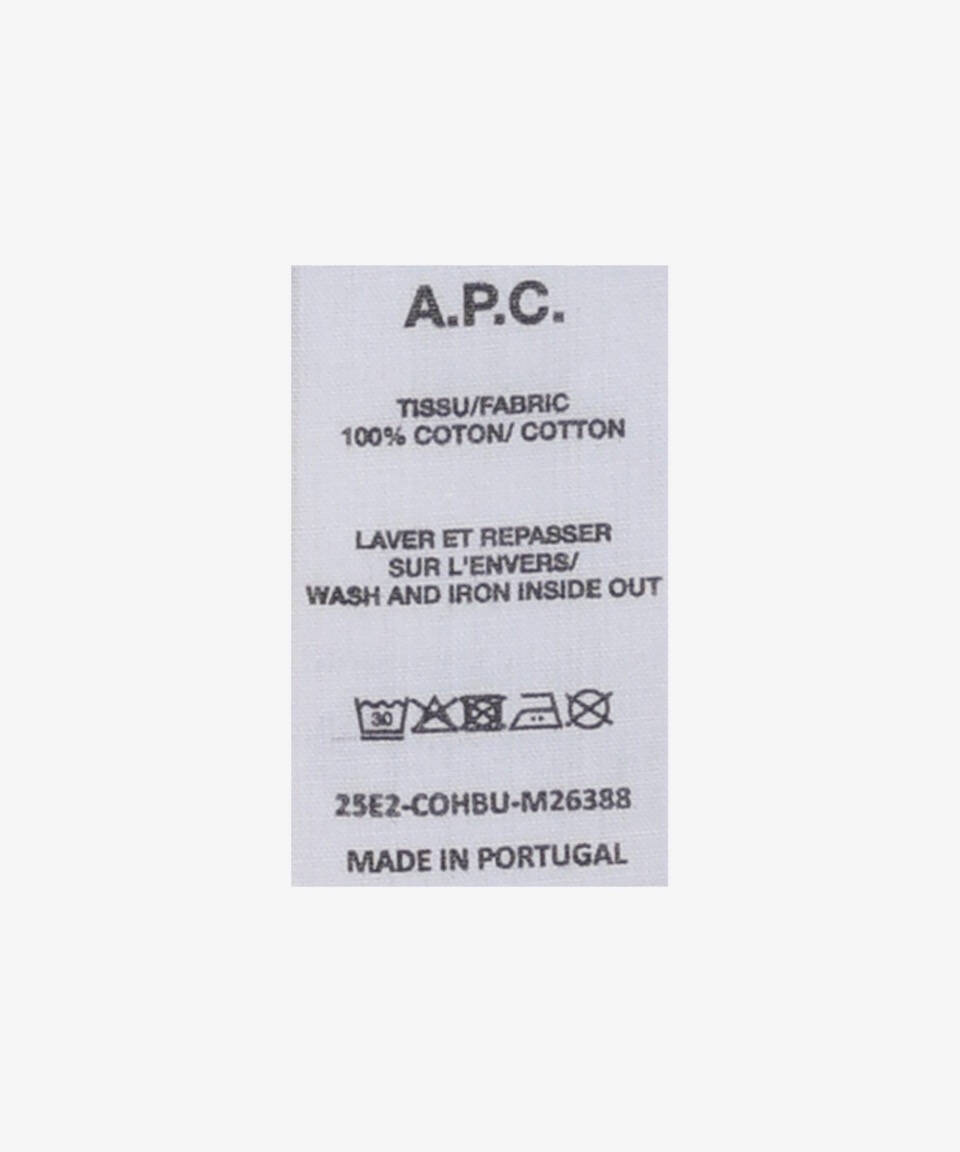 A.P.C.
TISSU/FABRIC
100% COTON/ COTTON
LAVER ET REPASSER
SUR L'ENVERS/
WASH AND IRON INSIDE OUT
30
25E2-COHBU-M26388
MADE IN PORTUGAL